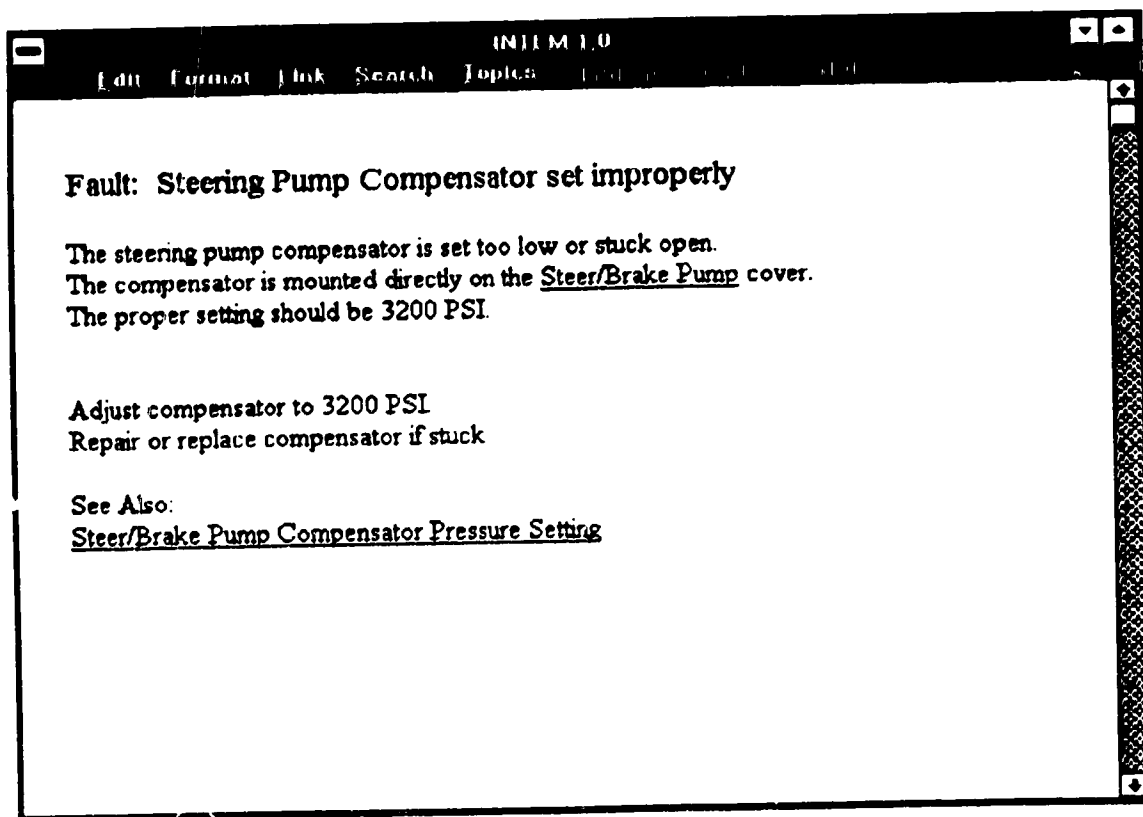 1.0
Edit Format Link Search Topics
Fault: Steering Pump Compensator set improperly
The steering pump compensator is set too low or stuck open.
The compensator is mounted directly on the Steer/Brake Pump cover.
The proper setting should be 3200 PSI.
Adjust compensator to 3200 PSI.
Repair or replace compensator if stuck
See Also:
Steer/Brake Pump Compensator Pressure Setting